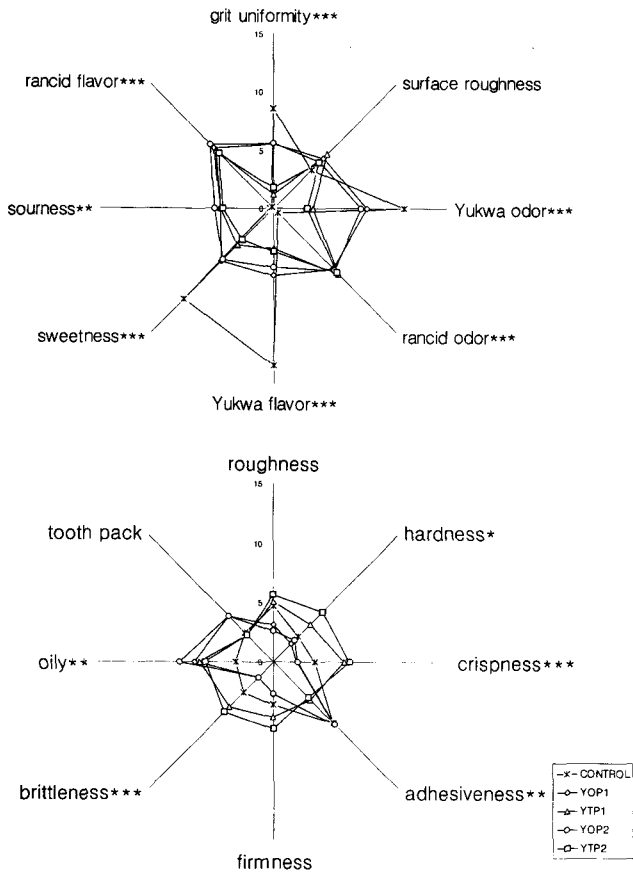 grit uniformity***
15
rancid flavor***
surface roughness
10
5
sourness**
0
Yukwa odor***
sweetness***
rancid odor***
Yukwa flavor***
roughness
15
tooth pack
hardness*
10
5
oily**
0
crispness***
brittleness***
adhesiveness**
firmness
CONTROL
YOP1
YTP1
YOP2
YTP2